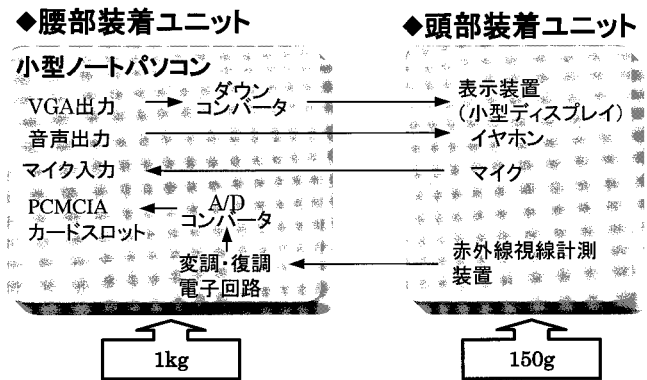 ◆腰部装着ユニット
小型ノートパソコン
VGA出力
ダウン
コンバータ
音声出力
マイク入力
PCMCIA
カードスロット
A/D
コンバータ
変調・復調
電子回路
1kg
◆頭部装着ユニット
表示装置
(小型ディスプレイ)
イヤホン
マイク
赤外線視線計測
装置
150g